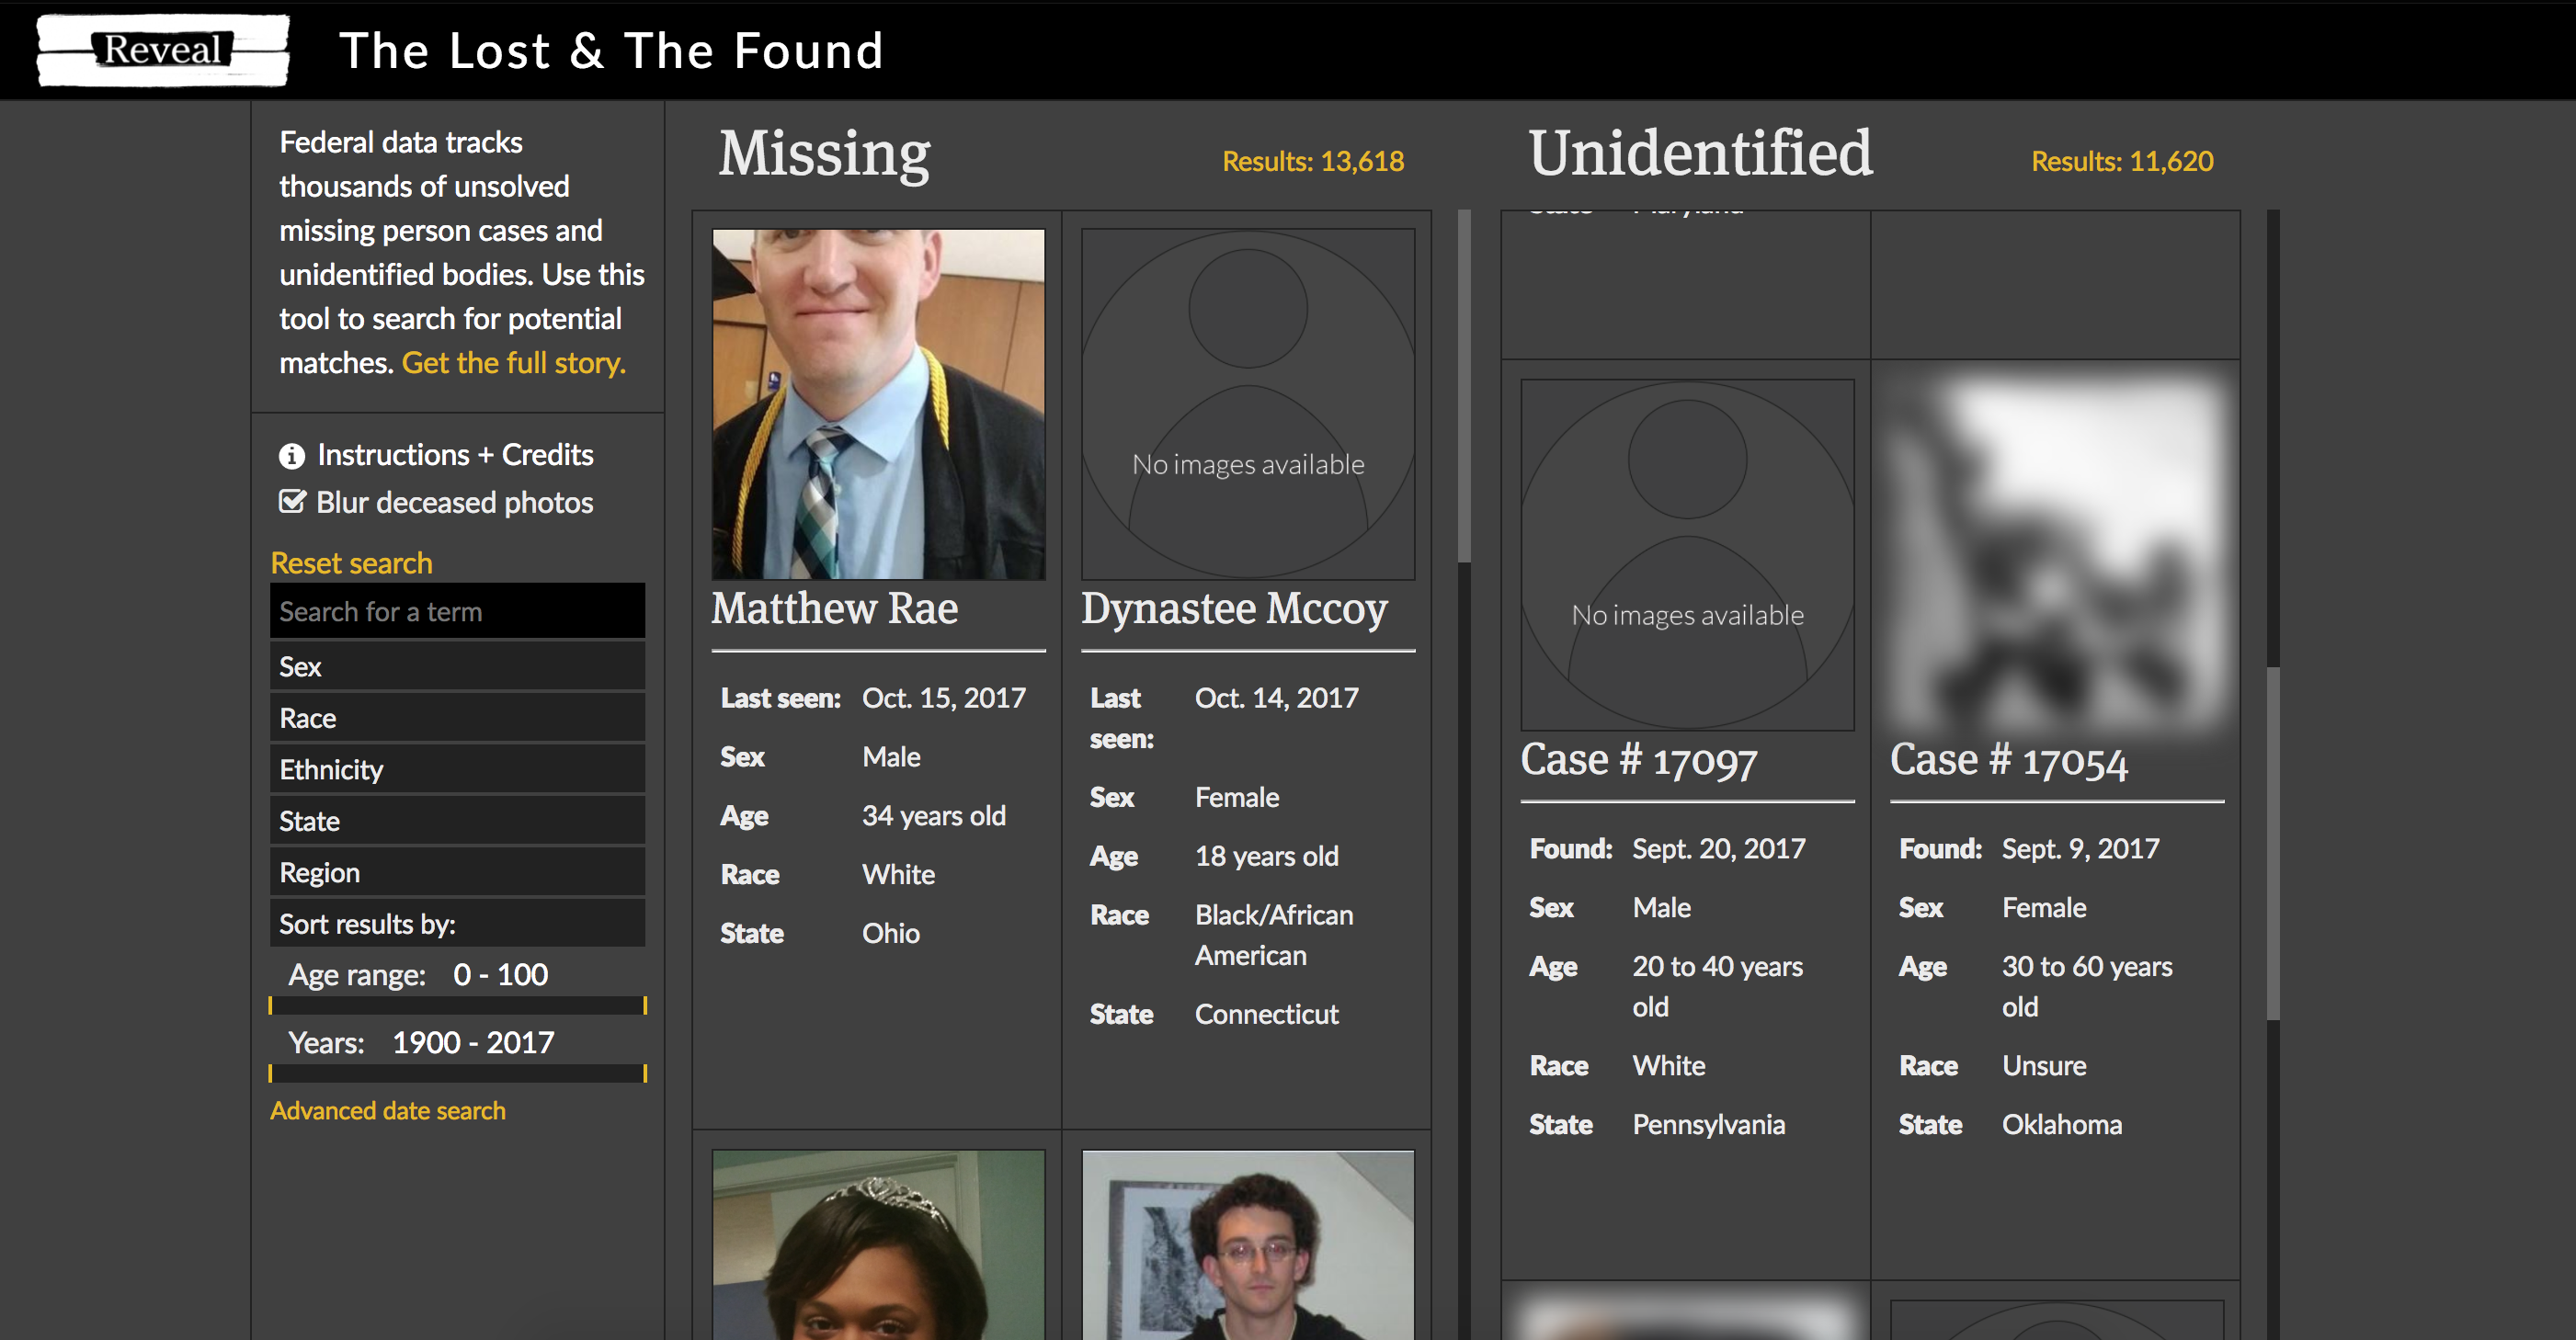 Reveal
The Lost & The Found
Federal data tracks
thousands of unsolved
missing person cases and
unidentified bodies. Use this
tool to search for potential
matches. Get the full story.
Instructions + Credits
Blur deceased photos
Reset search
Search for a term
Sex
Race
Ethnicity
State
Region
Sort results by:
Age range: 0 - 100
Years: 1900 - 2017
Advanced date search
Missing
Results: 13,618
Matthew Rae
Last seen: Oct. 15, 2017
Sex Male
Age 34 years old
Race White
State Ohio
No images available
Dynastee Mccoy
Last
seen: Oct. 14, 2017
Sex Female
Age 18 years old
Race Black/African
American
State Connecticut
Unidentified
Results: 11,620
State Maryland
No images available
Case # 17097
Found: Sept. 20, 2017
Sex Male
Age 20 to 40 years
old
Race White
State Pennsylvania
Case # 17054
Found: Sept. 9, 2017
Sex Female
Age 30 to 60 years
old
Race Unsure
State Oklahoma